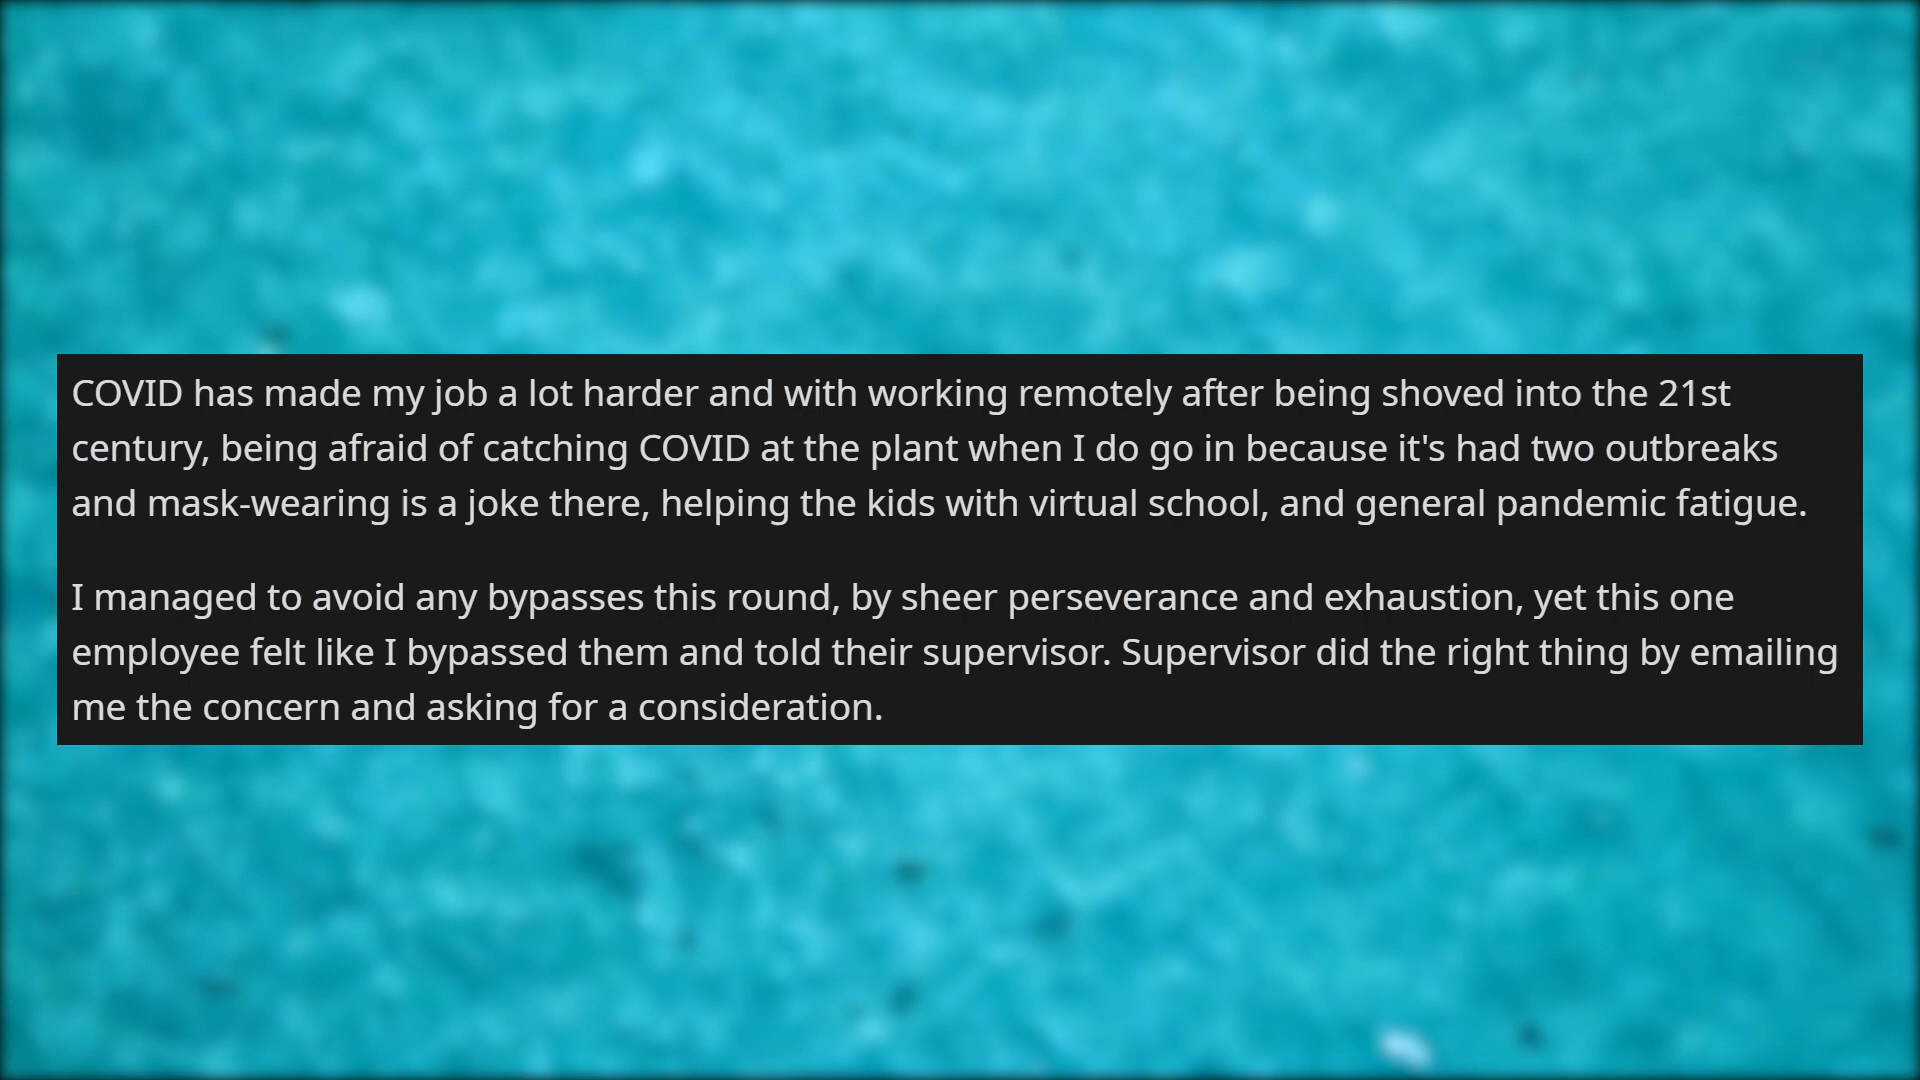 COVID has made my job a lot harder and with working remotely after being shoved into the 21st
century, being afraid of catching COVID at the plant when I do go in because it's had two outbreaks
and mask-wearing is a joke there, helping the kids with virtual school, and general pandemic fatigue.
I managed to avoid any bypasses this round, by sheer perseverance and exhaustion, yet this one
employee felt like I bypassed them and told their supervisor. Supervisor did the right thing by emailing
me the concern and asking for a consideration.